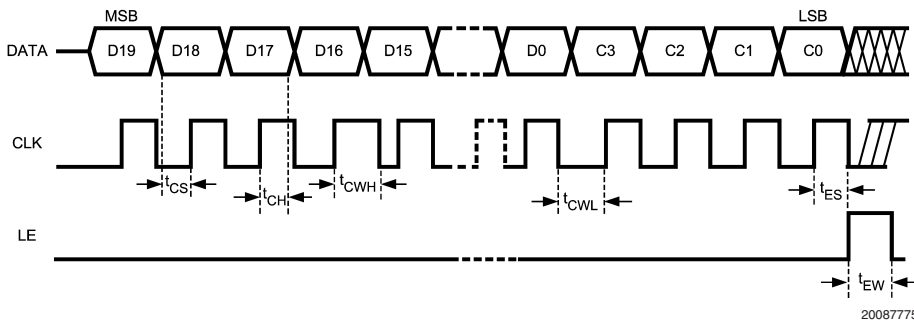 MSB LSB
DATA D19 D18 D17 D16 D15 D0 C3 C2 C1 C0
CLK
tCS tCH tCWH tCWL tES
LE
tEW
20087775